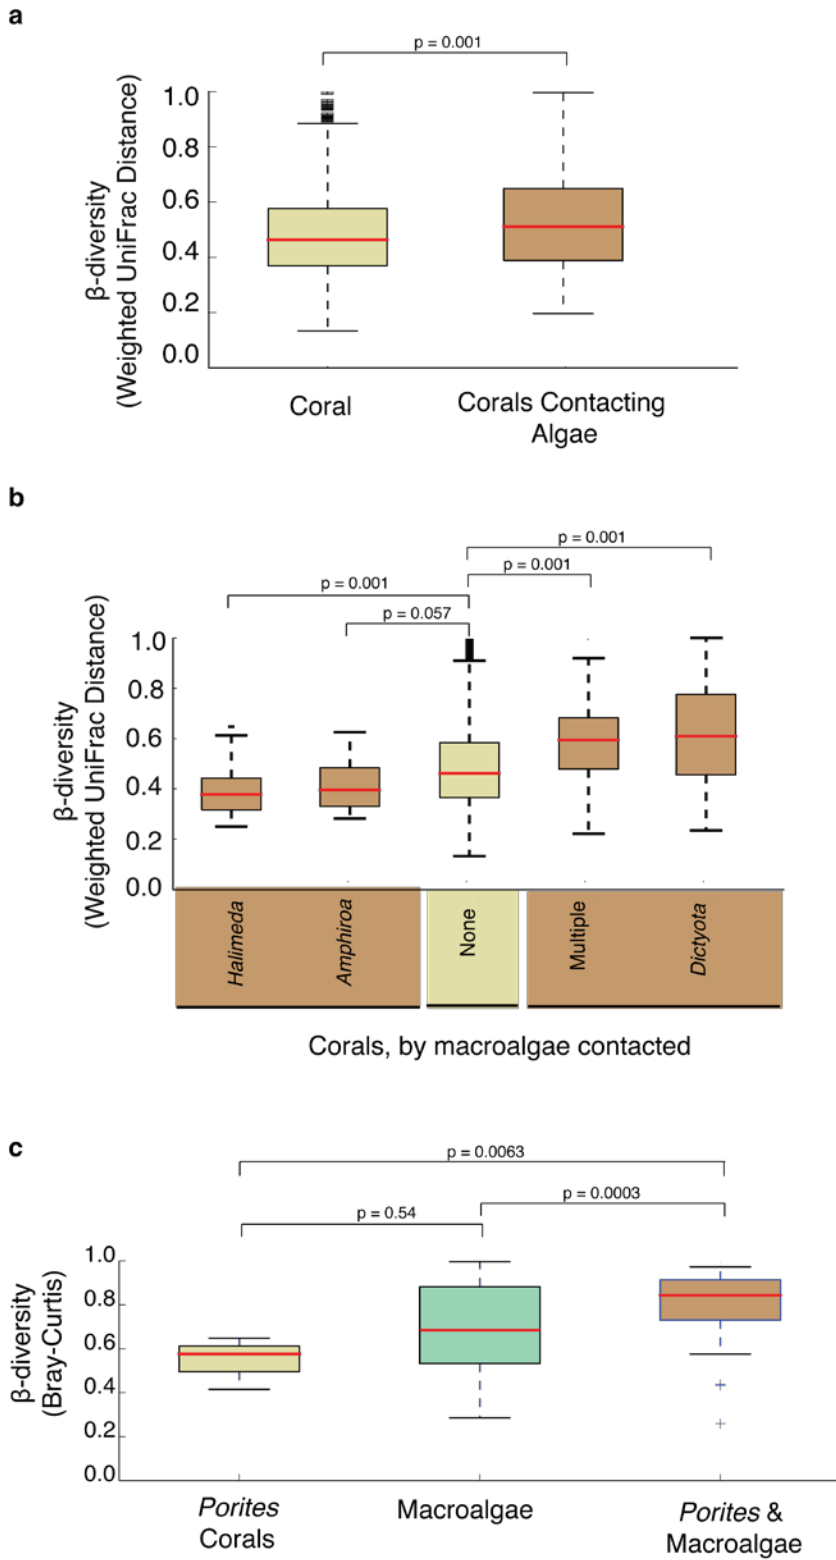 a
p = 0.001
β-diversity
(Weighted UniFrac Distance)
1.0
0.8
0.6
0.4
0.2
0.0
Coral
Corals Contacting
Algae
b
p = 0.001
p = 0.001
p = 0.001
p = 0.057
β-diversity
(Weighted UniFrac Distance)
1.0
0.8
0.6
0.4
0.2
0.0
Halimeda
Amphiroa
None
Multiple
Dictyota
Corals, by macroalgae contacted
c
p = 0.0063
p = 0.0003
p = 0.54
β-diversity
(Bray-Curtis)
1.0
0.8
0.6
0.4
0.2
0.0
Porites
Corals
Macroalgae
Porites &
Macroalgae